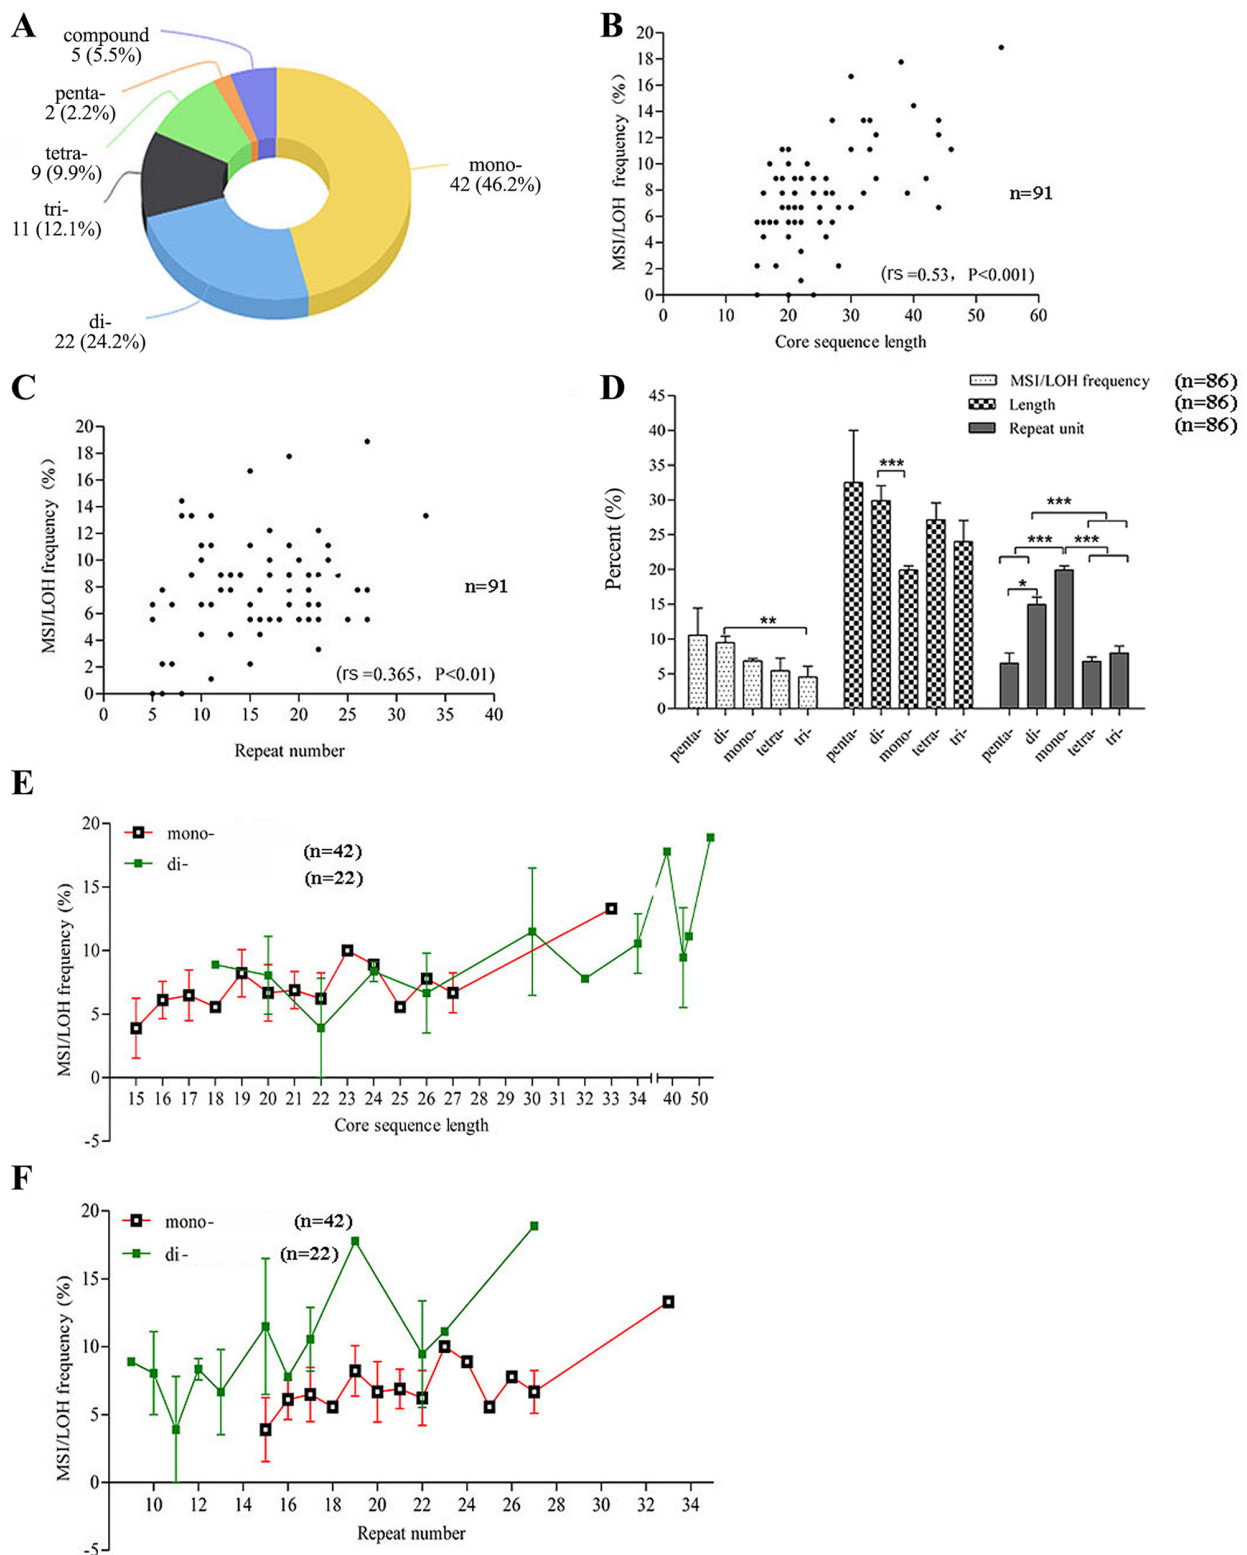 A
compound
5 (5.5%)
penta-
2 (2.2%)
tetra-
9 (9.9%)
tri-
11 (12.1%)
di-
22 (24.2%)
mono-
42 (46.2%)
B
MSI/LOH frequency (%)
20
18
16
14
12
10
8
6
4
2
0
0 10 20 30 40 50 60
Core sequence length
n=91
(rs =0.53, P<0.001)
C
MSI/LOH frequency (%)
20
18
16
14
12
10
8
6
4
2
0
0 5 10 15 20 25 30 35 40
Repeat number
n=91
(rs =0.365, P<0.01)
D
MSI/LOH frequency (n=86)
Length (n=86)
Repeat unit (n=86)
Percent (%)
45
40
35
30
25
20
15
10
5
0
** *** * *** *** ***
penta- di- mono- tetra- tri- penta- di- mono- tetra- tri- penta- di- mono- tetra- tri-
E
mono- (n=42)
di- (n=22)
MSI/LOH frequency (%)
20
15
10
5
0
-5
15 16 17 18 19 20 21 22 23 24 25 26 27 28 29 30 31 32 33 34 40 50
Core sequence length
F
mono- (n=42)
di- (n=22)
MSI/LOH frequency (%)
20
15
10
5
0
-5
10 12 14 16 18 20 22 24 26 28 30 32 34
Repeat number